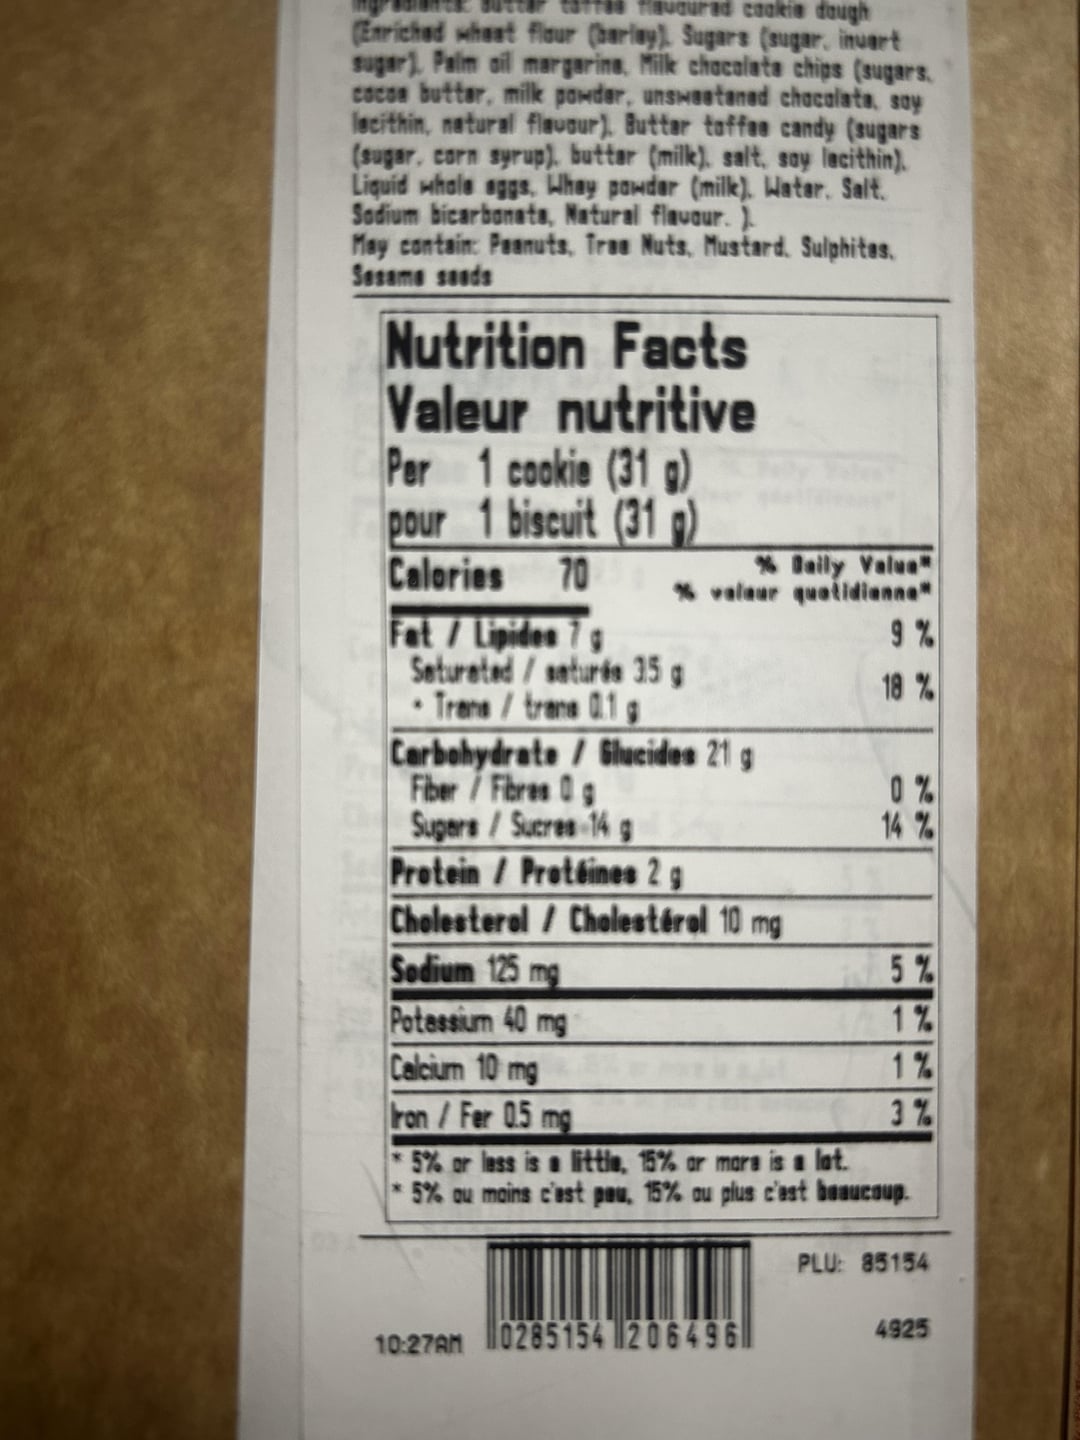 Ingredients: Butter toffee flavoured cookie dough
(Enriched wheat flour (barley), Sugars (sugar, invert
sugar), Palm oil margarine, Milk chocolate chips (sugars,
cocoa butter, milk powder, unsweetened chocolate, soy
lecithin, natural flavour), Butter toffee candy (sugars
(sugar, corn syrup), butter (milk), salt, soy lecithin),
Liquid whole eggs, Whey powder (milk), Water, Salt,
Sodium bicarbonate, Natural flavour. ).
May contain: Peanuts, Tree Nuts, Mustard, Sulphites,
Sesame seeds
Nutrition Facts
Valeur nutritive
Per 1 cookie (31 g)
pour 1 biscuit (31 g)
Calories 70
% Daily Value*
% valeur quotidienne*
Fat / Lipides 7 g 9 %
Saturated / saturés 3.5 g
+ Trans / trans 0.1 g 18 %
Carbohydrate / Glucides 21 g
Fiber / Fibres 0 g 0 %
Sugars / Sucres 14 g 14 %
Protein / Protéines 2 g
Cholesterol / Cholestérol 10 mg
Sodium 125 mg 5 %
Potassium 40 mg 1 %
Calcium 10 mg 1 %
Iron / Fer 0.5 mg 3 %
* 5% or less is a little, 15% or more is a lot.
* 5% ou moins c'est peu, 15% ou plus c'est beaucoup.
PLU: 85154
10:27AM 0285154 206496 4925